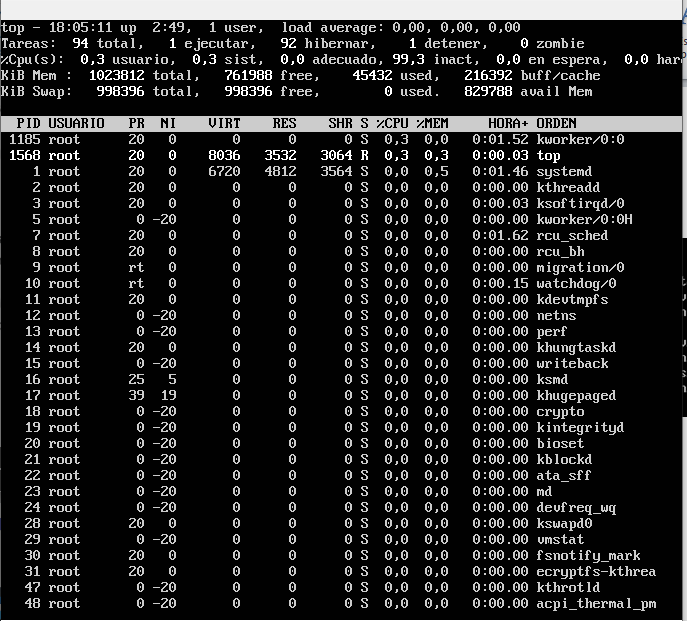 top - 18:05:11 up  2:49,  1 user,  load average: 0,00, 0,00, 0,00
Tareas:  94 total,   1 ejecutar,  92 hibernar,   1 detener,   0 zombie
%Cpu(s):  0,3 usuario,  0,3 sist,  0,0 adecuado, 99,3 inact,  0,0 en espera,  0,0 hard
KiB Mem :  1023812 total,   761988 free,    45432 used,   216392 buff/cache
KiB Swap:   998396 total,   998396 free,        0 used.   829788 avail Mem
PID USUARIO PR NI VIRT RES SHR S %CPU %MEM HORA+ ORDEN
1185 root 20 0 0 0 0 S 0,3 0,0 0:01.52 kworker/0:0
1568 root 20 0 8036 3532 3064 R 0,3 0,3 0:00.03 top
1 root 20 0 6720 4812 3564 S 0,0 0,5 0:01.46 systemd
2 root 20 0 0 0 0 S 0,0 0,0 0:00.00 kthreadd
3 root 20 0 0 0 0 S 0,0 0,0 0:00.03 ksoftirqd/0
5 root 0 -20 0 0 0 S 0,0 0,0 0:00.00 kworker/0:0H
7 root 20 0 0 0 0 S 0,0 0,0 0:01.62 rcu_sched
8 root 20 0 0 0 0 S 0,0 0,0 0:00.00 rcu_bh
9 root rt 0 0 0 0 S 0,0 0,0 0:00.00 migration/0
10 root rt 0 0 0 0 S 0,0 0,0 0:00.15 watchdog/0
11 root 20 0 0 0 0 S 0,0 0,0 0:00.00 kdevtmpfs
12 root 0 -20 0 0 0 S 0,0 0,0 0:00.00 netns
13 root 0 -20 0 0 0 S 0,0 0,0 0:00.00 perf
14 root 20 0 0 0 0 S 0,0 0,0 0:00.00 khungtaskd
15 root 0 -20 0 0 0 S 0,0 0,0 0:00.00 writeback
16 root 25 5 0 0 0 S 0,0 0,0 0:00.00 ksmd
17 root 39 19 0 0 0 S 0,0 0,0 0:00.00 khugepaged
18 root 0 -20 0 0 0 S 0,0 0,0 0:00.00 crypto
19 root 0 -20 0 0 0 S 0,0 0,0 0:00.00 kintegrityd
20 root 0 -20 0 0 0 S 0,0 0,0 0:00.00 bioset
21 root 0 -20 0 0 0 S 0,0 0,0 0:00.00 kblockd
22 root 0 -20 0 0 0 S 0,0 0,0 0:00.00 ata_sff
23 root 0 -20 0 0 0 S 0,0 0,0 0:00.00 md
24 root 0 -20 0 0 0 S 0,0 0,0 0:00.00 devfreq_wq
28 root 20 0 0 0 0 S 0,0 0,0 0:00.00 kswapd0
29 root 0 -20 0 0 0 S 0,0 0,0 0:00.00 vmstat
30 root 20 0 0 0 0 S 0,0 0,0 0:00.00 fsnotify_mark
31 root 20 0 0 0 0 S 0,0 0,0 0:00.00 ecryptfs-kthrea
47 root 0 -20 0 0 0 S 0,0 0,0 0:00.00 kthrotld
48 root 0 -20 0 0 0 S 0,0 0,0 0:00.00 acpi_thermal_pm